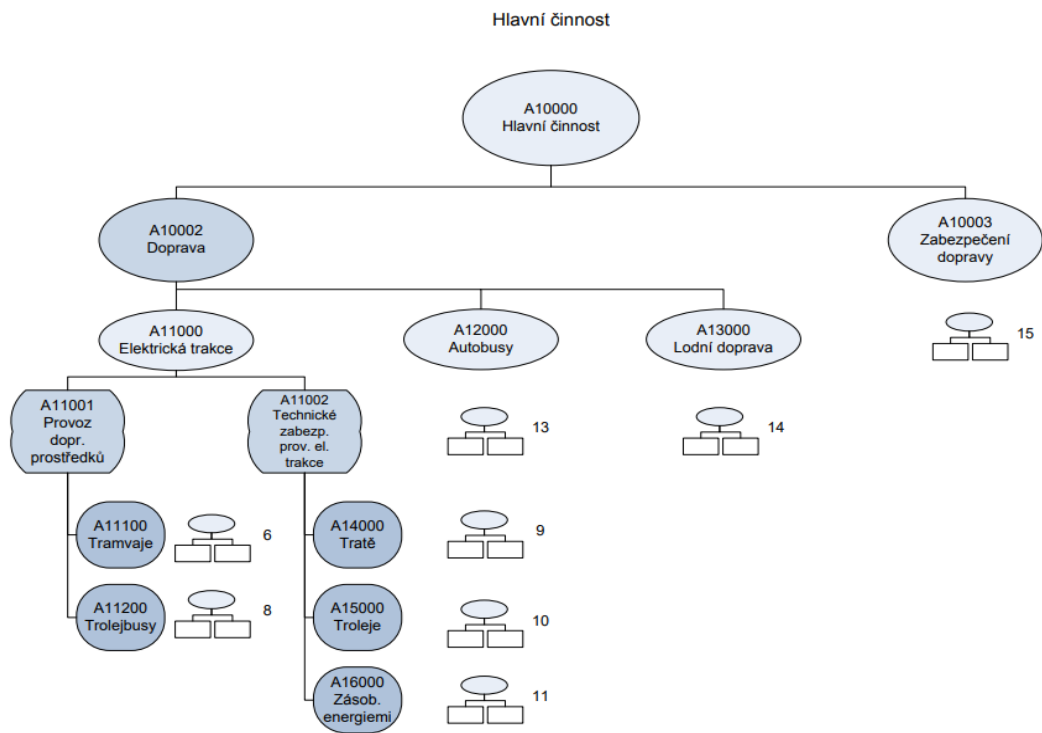 Hlavní činnost
A10000
Hlavní činnost
A10002
Doprava
A10003
Zabezpečení
dopravy
A11000
Elektrická trakce
A12000
Autobusy
A13000
Lodní doprava
15
A11001
Provoz
dopr.
prostředků
A11002
Technické
zabezp.
prov. el.
trakce
13
14
A11100
Tramvaje
6
A14000
Tratě
9
A11200
Trolejbusy
8
A15000
Troleje
10
A16000
Zásob.
energiemi
11